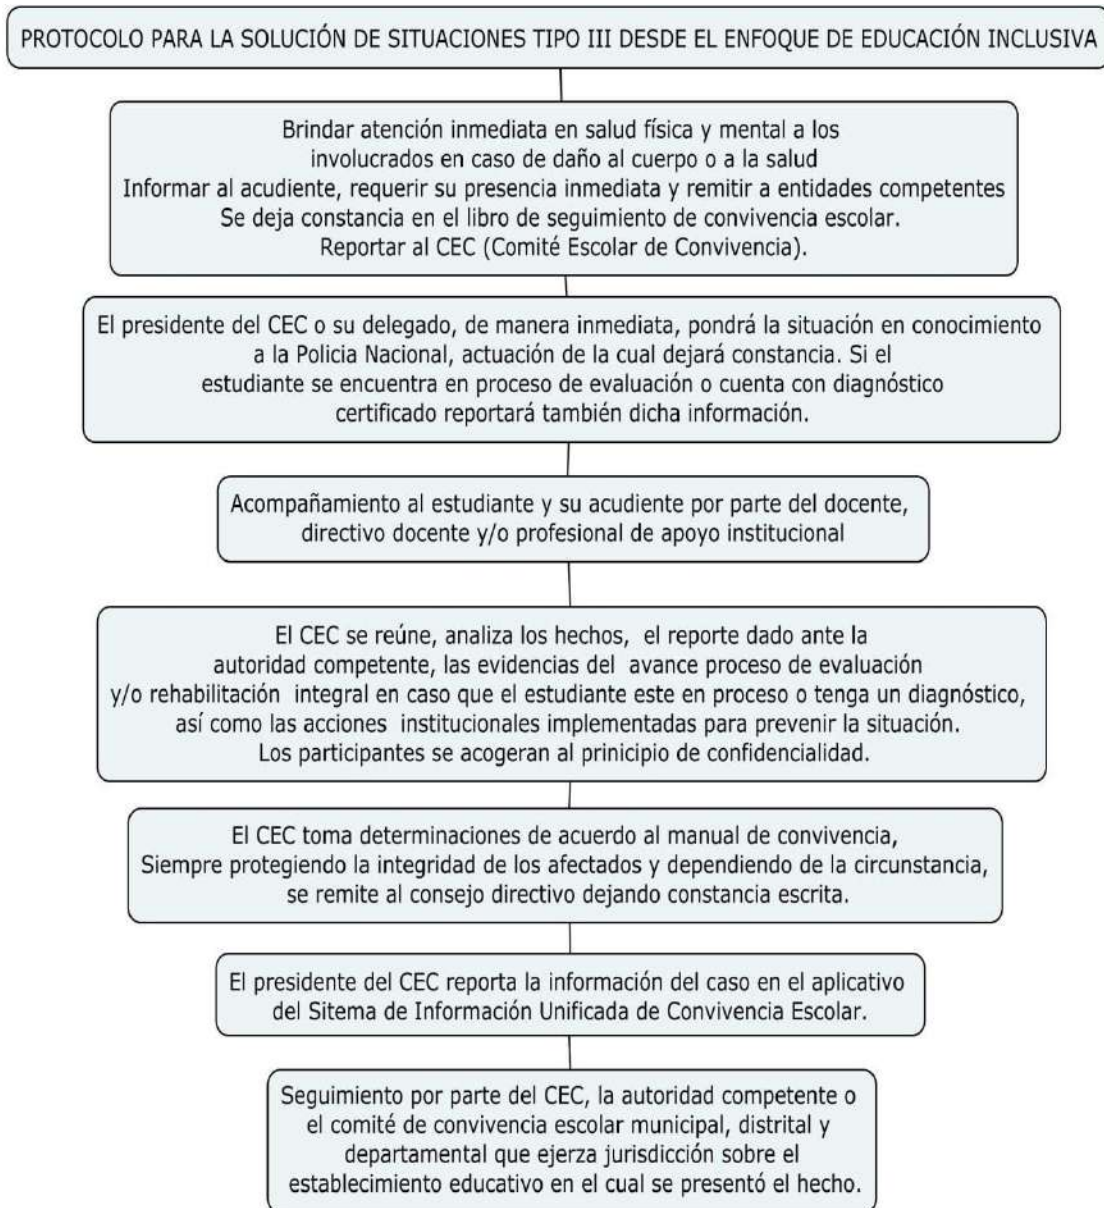 PROTOCOLO PARA LA SOLUCIÓN DE SITUACIONES TIPO III DESDE EL ENFOQUE DE EDUCACIÓN INCLUSIVA
Brindar atención inmediata en salud física y mental a los
involucrados en caso de daño al cuerpo o a la salud
Informar al acudiente, requerir su presencia inmediata y remitir a entidades competentes
Se deja constancia en el libro de seguimiento de convivencia escolar.
Reportar al CEC (Comité Escolar de Convivencia).
El presidente del CEC o su delegado, de manera inmediata, pondrá la situación en conocimiento
a la Policia Nacional, actuación de la cual dejará constancia. Si el
estudiante se encuentra en proceso de evaluación o cuenta con diagnóstico
certificado reportará también dicha información.
Acompañamiento al estudiante y su acudiente por parte del docente,
directivo docente y/o profesional de apoyo institucional
El CEC se reúne, analiza los hechos, el reporte dado ante la
autoridad competente, las evidencias del avance proceso de evaluación
y/o rehabilitación integral en caso que el estudiante este en proceso o tenga un diagnóstico,
así como las acciones institucionales implementadas para prevenir la situación.
Los participantes se acogeran al prinicipio de confidencialidad.
El CEC toma determinaciones de acuerdo al manual de convivencia,
Siempre protegiendo la integridad de los afectados y dependiendo de la circunstancia,
se remite al consejo directivo dejando constancia escrita.
El presidente del CEC reporta la información del caso en el aplicativo
del Sitema de Información Unificada de Convivencia Escolar.
Seguimiento por parte del CEC, la autoridad competente o
el comité de convivencia escolar municipal, distrital y
departamental que ejerza jurisdicción sobre el
establecimiento educativo en el cual se presentó el hecho.